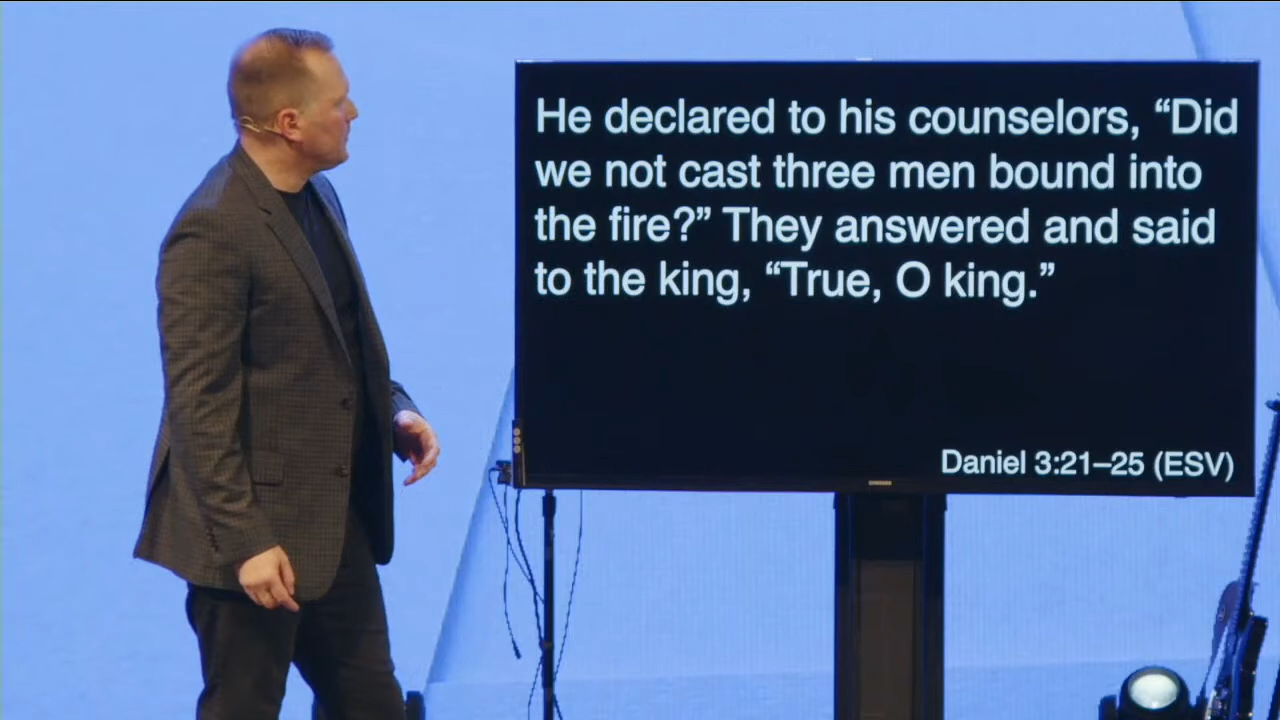 He declared to his counselors, “Did
we not cast three men bound into
the fire?” They answered and said
to the king, “True, O king.”
Daniel 3:21–25 (ESV)
SAMSUNG